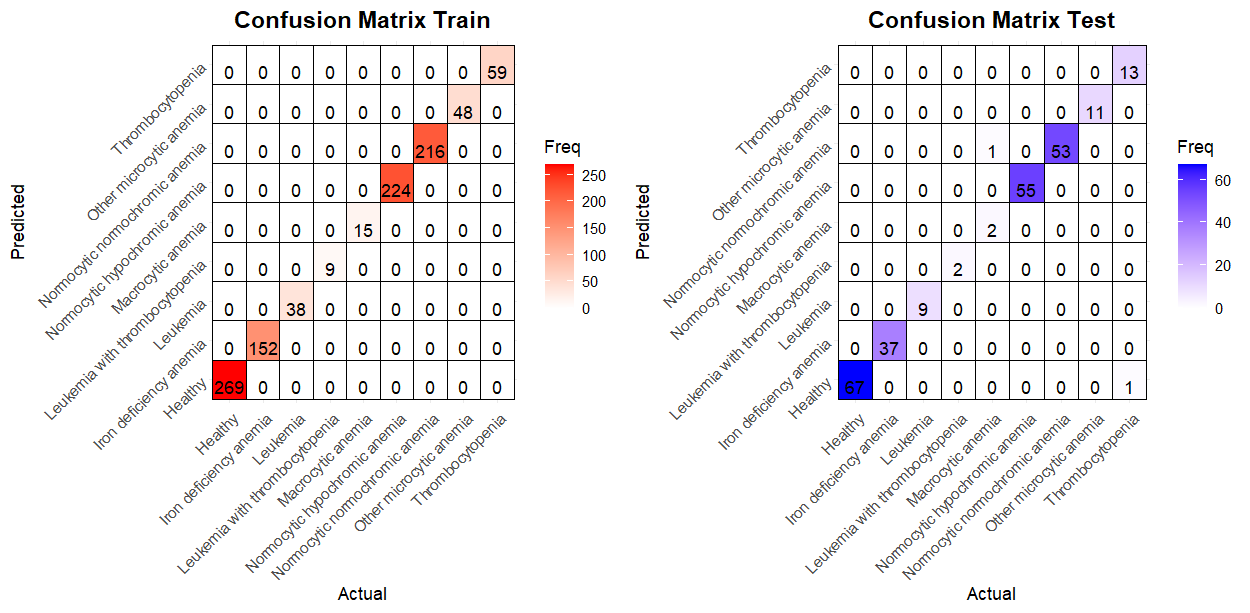 Confusion Matrix Train
Predicted
Thrombocytopenia
Other microcytic anemia
Normocytic normochromic anemia
Normocytic hypochromic anemia
Macrocytic anemia
Leukemia with thrombocytopenia
Leukemia
Iron deficiency anemia
Healthy
0 0 0 0 0 0 0 0 59
0 0 0 0 0 0 0 48 0
0 0 0 0 0 0 216 0 0
0 0 0 0 0 224 0 0 0
0 0 0 0 15 0 0 0 0
0 0 0 9 0 0 0 0 0
0 0 38 0 0 0 0 0 0
0 152 0 0 0 0 0 0 0
269 0 0 0 0 0 0 0 0
Healthy
Iron deficiency anemia
Leukemia
Leukemia with thrombocytopenia
Macrocytic anemia
Normocytic hypochromic anemia
Normocytic normochromic anemia
Other microcytic anemia
Thrombocytopenia
Actual
Freq
250
200
150
100
50
0
Confusion Matrix Test
Predicted
Thrombocytopenia
Other microcytic anemia
Normocytic normochromic anemia
Normocytic hypochromic anemia
Macrocytic anemia
Leukemia with thrombocytopenia
Leukemia
Iron deficiency anemia
Healthy
0 0 0 0 0 0 0 0 13
0 0 0 0 0 0 0 11 0
0 0 0 0 1 0 53 0 0
0 0 0 0 0 55 0 0 0
0 0 0 0 2 0 0 0 0
0 0 0 2 0 0 0 0 0
0 0 9 0 0 0 0 0 0
0 37 0 0 0 0 0 0 0
67 0 0 0 0 0 0 0 1
Healthy
Iron deficiency anemia
Leukemia
Leukemia with thrombocytopenia
Macrocytic anemia
Normocytic hypochromic anemia
Normocytic normochromic anemia
Other microcytic anemia
Thrombocytopenia
Actual
Freq
60
40
20
0